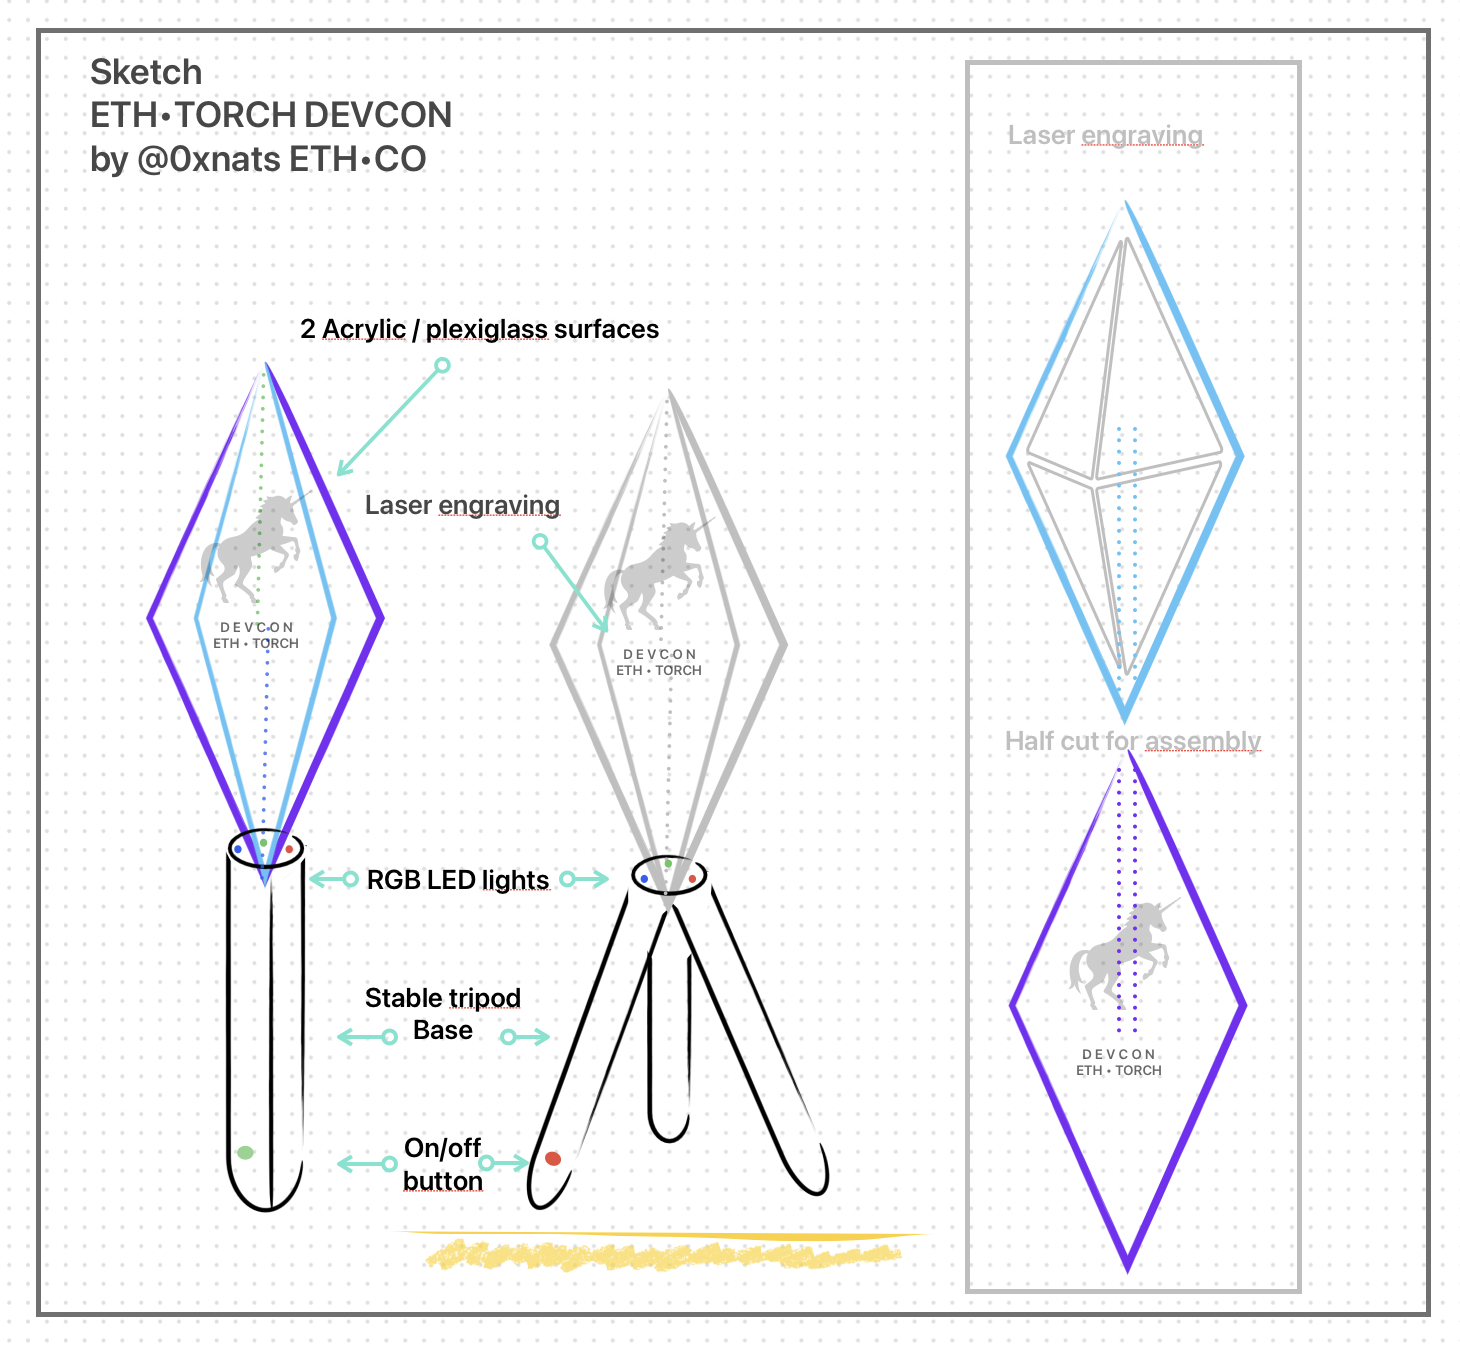 Sketch
ETH•TORCH DEVCON
by @0xnats ETH•CO
2 Acrylic / plexiglass surfaces
Laser engraving
DEVCON
ETH • TORCH
DEVCON
ETH • TORCH
RGB LED lights
Stable tripod
Base
On/off
button
Laser engraving
Half cut for assembly
DEVCON
ETH • TORCH